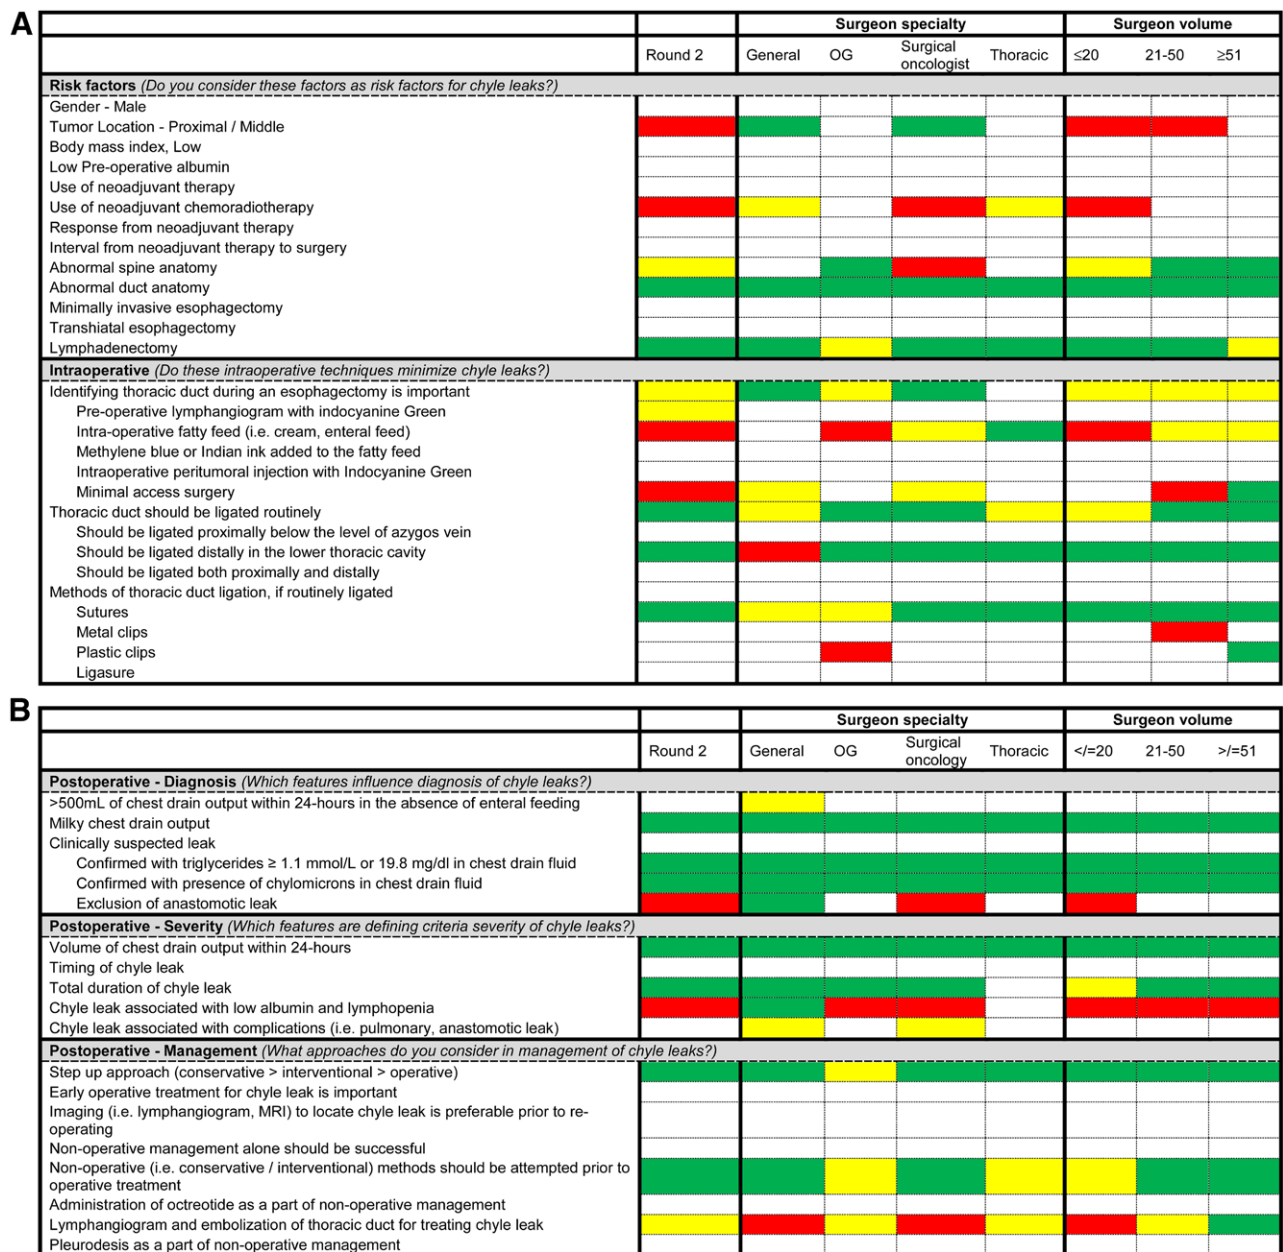 A
Surgeon specialty Surgeon volume
Round 2 General OG Surgical oncologist Thoracic ≤20 21-50 ≥51
Risk factors (Do you consider these factors as risk factors for chyle leaks?)
Gender - Male
Tumor Location - Proximal / Middle
Body mass index, Low
Low Pre-operative albumin
Use of neoadjuvant therapy
Use of neoadjuvant chemoradiotherapy
Response from neoadjuvant therapy
Interval from neoadjuvant therapy to surgery
Abnormal spine anatomy
Abnormal duct anatomy
Minimally invasive esophagectomy
Transhiatal esophagectomy
Lymphadenectomy
Intraoperative (Do these intraoperative techniques minimize chyle leaks?)
Identifying thoracic duct during an esophagectomy is important
Pre-operative lymphangiogram with indocyanine Green
Intra-operative fatty feed (i.e. cream, enteral feed)
Methylene blue or Indian ink added to the fatty feed
Intraoperative peritumoral injection with Indocyanine Green
Minimal access surgery
Thoracic duct should be ligated routinely
Should be ligated proximally below the level of azygos vein
Should be ligated distally in the lower thoracic cavity
Should be ligated both proximally and distally
Methods of thoracic duct ligation, if routinely ligated
Sutures
Metal clips
Plastic clips
Ligasure
B
Surgeon specialty Surgeon volume
Round 2 General OG Surgical oncology Thoracic </=20 21-50 >/=51
Postoperative - Diagnosis (Which features influence diagnosis of chyle leaks?)
>500mL of chest drain output within 24-hours in the absence of enteral feeding
Milky chest drain output
Clinically suspected leak
Confirmed with triglycerides ≥ 1.1 mmol/L or 19.8 mg/dl in chest drain fluid
Confirmed with presence of chylomicrons in chest drain fluid
Exclusion of anastomotic leak
Postoperative - Severity (Which features are defining criteria severity of chyle leaks?)
Volume of chest drain output within 24-hours
Timing of chyle leak
Total duration of chyle leak
Chyle leak associated with low albumin and lymphopenia
Chyle leak associated with complications (i.e. pulmonary, anastomotic leak)
Postoperative - Management (What approaches do you consider in management of chyle leaks?)
Step up approach (conservative > interventional > operative)
Early operative treatment for chyle leak is important
Imaging (i.e. lymphangiogram, MRI) to locate chyle leak is preferable prior to re-
operating
Non-operative management alone should be successful
Non-operative (i.e. conservative / interventional) methods should be attempted prior to
operative treatment
Administration of octreotide as a part of non-operative management
Lymphangiogram and embolization of thoracic duct for treating chyle leak
Pleurodesis as a part of non-operative management